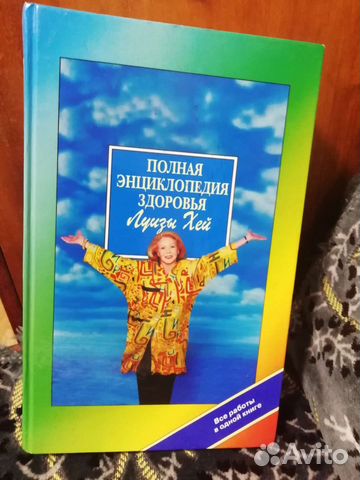 ПОЛНАЯ
ЭНЦИКЛОПЕДИЯ
ЗДОРОВЬЯ
Луизы Хей
Все работы
в одной книге
Avito